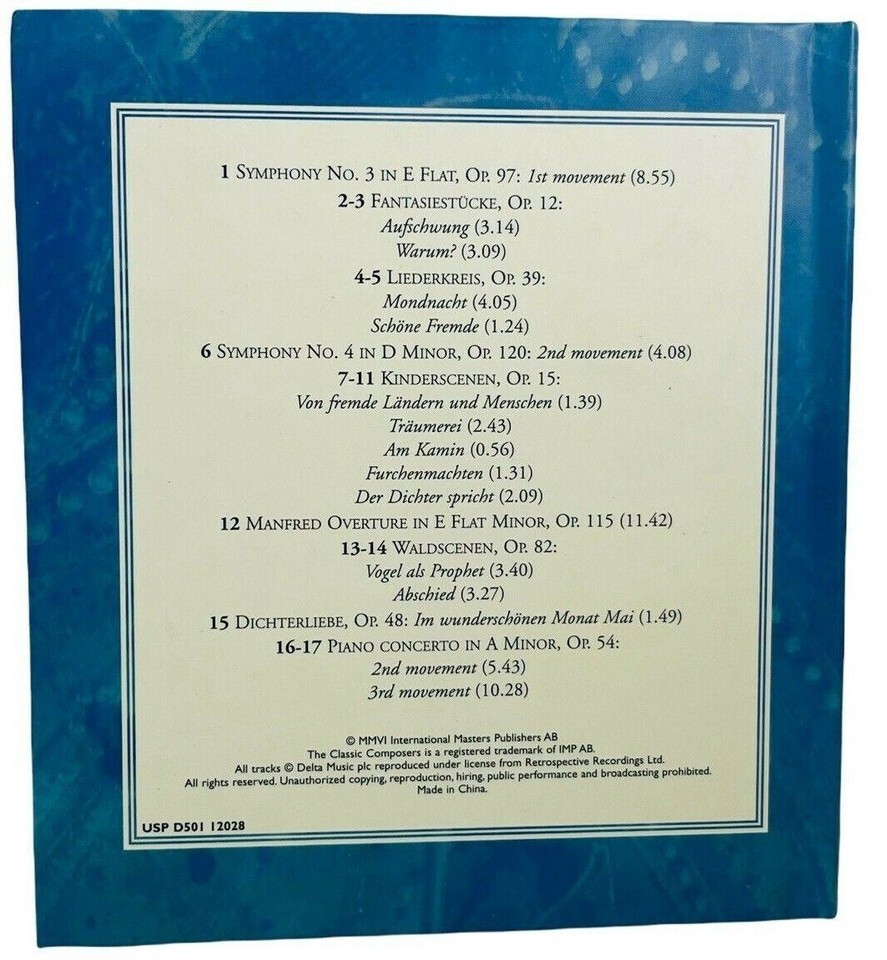 1 Symphony No. 3 in E Flat, Op. 97: 1st movement (8.55)
2-3 Fantasiestücke, Op. 12:
Aufschwung (3.14)
Warum? (3.09)
4-5 Liederkreis, Op. 39:
Mondnacht (4.05)
Schöne Fremde (1.24)
6 Symphony No. 4 in D Minor, Op. 120: 2nd movement (4.08)
7-11 Kinderscenen, Op. 15:
Von fremde Ländern und Menschen (1.39)
Träumerei (2.43)
Am Kamin (0.56)
Furchenmachten (1.31)
Der Dichter spricht (2.09)
12 Manfred Overture in E Flat Minor, Op. 115 (11.42)
13-14 Waldscenen, Op. 82:
Vogel als Prophet (3.40)
Abschied (3.27)
15 Dichterliebe, Op. 48: Im wunderschönen Monat Mai (1.49)
16-17 Piano concerto in A Minor, Op. 54:
2nd movement (5.43)
3rd movement (10.28)
© MMVI International Masters Publishers AB
The Classic Composers is a registered trademark of IMP AB.
All tracks © Delta Music plc reproduced under license from Retrospective Recordings Ltd.
All rights reserved. Unauthorized copying, reproduction, hiring, public performance and broadcasting prohibited.
Made in China.
USP D501 12028